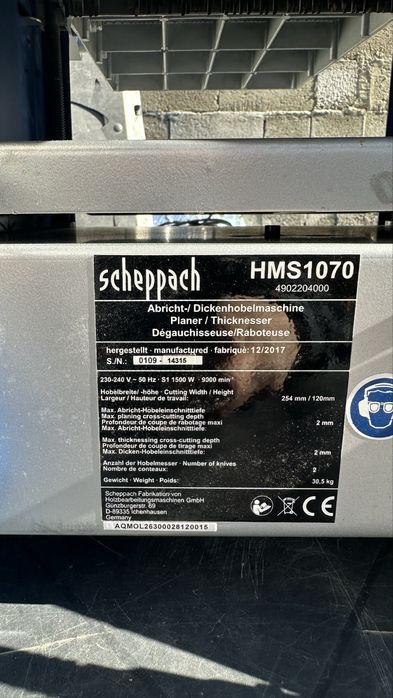 scheppach
HMS1070
4902204000
Abricht-/ Dickenhobelmaschine
Planer / Thicknesser
Dégauchisseuse/Raboteuse
hergestellt · manufactured · fabriqué: 12/2017
S./N.: 0109 - 14315
230-240 V ~ 50 Hz · S1 1500 W · 9000 min⁻¹
Hobelbreite/ -höhe · Cutting Width / Height
Largeur / Hauteur de travail: 254 mm / 120mm
Max. Abricht-Hobeleinschnitttiefe
Max. planing cross-cutting depth
Profondeur de coupe de rabotage maxi 2 mm
Max. Abricht-Hobeleinschnitttiefe:
Max. thicknessing cross-cutting depth
Profondeur de coupe de tirage maxi
Max. Dicken-Hobeleinschnitttiefe: 2 mm
Anzahl der Hobelmesser · Number of knives
Nombre de conteaux: 2
Gewicht · Weight · Poids: 30,5 kg
Scheppach Fabrikation von
Holzbearbeitungsmaschinen GmbH
Günzburgerstr. 69
D-89335 Ichenhausen
Germany
CE
AQMOL26300028120015